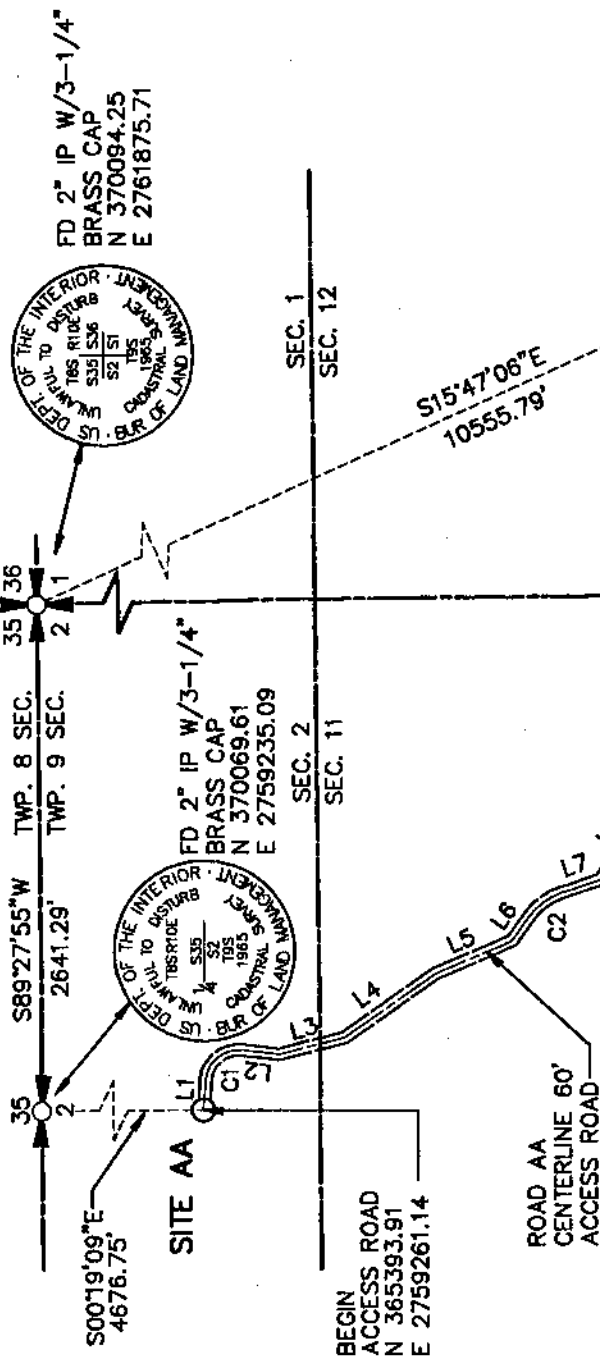 35
36
2
1
S89°27'55"W TWP. 8 SEC.
2641.29' TWP. 9 SEC.
35
2
US DEPT. OF THE INTERIOR · BUR OF LAND MANAGEMENT
UNLAWFUL TO DISTURB
T8S R10E
S35 S36
S2 S1
T9S
1965
CADASTRAL SURVEY
FD 2" IP W/3-1/4"
BRASS CAP
N 370094.25
E 2761875.71
US DEPT. OF THE INTERIOR · BUR OF LAND MANAGEMENT
UNLAWFUL TO DISTURB
T8S R10E
1/4
S35
S2
T9S
1965
CADASTRAL SURVEY
FD 2" IP W/3-1/4"
BRASS CAP
N 370069.61
E 2759235.09
S00°19'09"E
4676.75'
SITE AA
SEC. 2
SEC. 11
SEC. 1
SEC. 12
S15°47'06"E
10555.79'
L1
C1
L2
L3
L4
L5
L6
C2
L7
BEGIN
ACCESS ROAD
N 365393.91
E 2759261.14
ROAD AA
CENTERLINE 60'
ACCESS ROAD